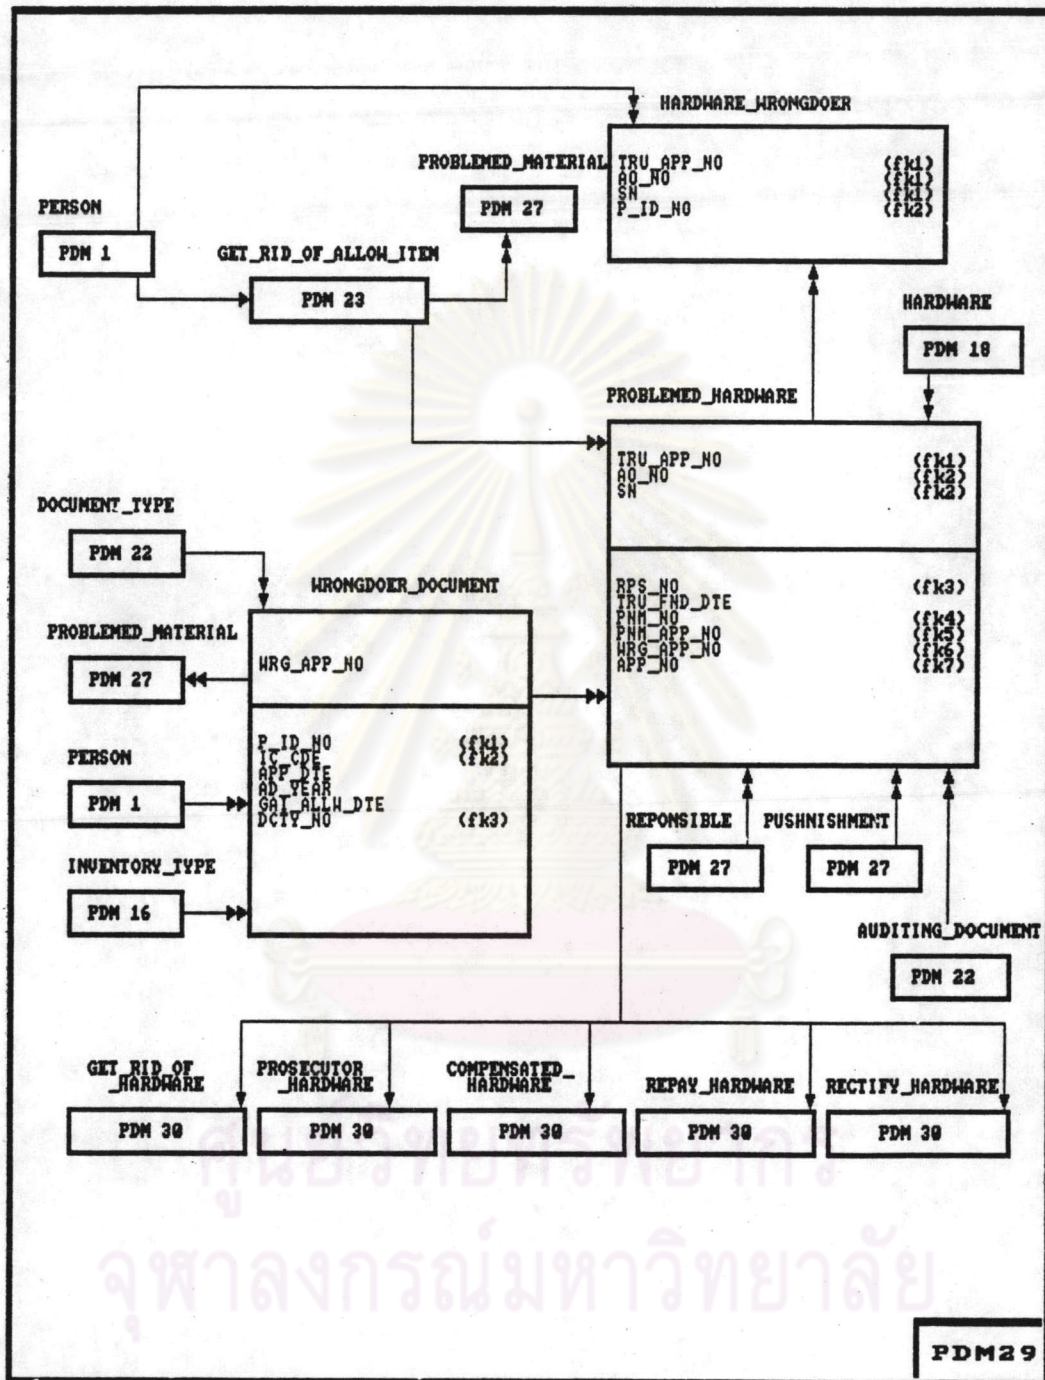 HARDWARE_WRONGDOER
TRU_APP_NO (fk1)
AO_NO (fk1)
SN (fk1)
P_ID_NO (fk2)
PROBLEMED_MATERIAL
PDM 27
PERSON
PDM 1
GET_RID_OF_ALLOW_ITEM
PDM 23
HARDWARE
PDM 18
PROBLEMED_HARDWARE
TRU_APP_NO (fk1)
AO_NO (fk2)
SN (fk2)
RPS_NO (fk3)
TRU_FND_DTE
PNM_NO (fk4)
PNM_APP_NO (fk5)
WRG_APP_NO (fk6)
APP_NO (fk7)
DOCUMENT_TYPE
PDM 22
WRONGDOER_DOCUMENT
WRG_APP_NO
P_ID_NO (fk1)
IC_CDE (fk2)
APP_DTE
AD_YEAR
GAT_ALLW_DTE
DCTY_NO (fk3)
PROBLEMED_MATERIAL
PDM 27
PERSON
PDM 1
INVENTORY_TYPE
PDM 16
REPONSIBLE
PDM 27
PUSHNISHMENT
PDM 27
AUDITING_DOCUMENT
PDM 22
GET_RID_OF
_HARDWARE
PDM 30
PROSECUTOR
_HARDWARE
PDM 30
COMPENSATED_
HARDWARE
PDM 30
REPAY_HARDWARE
PDM 30
RECTIFY_HARDWARE
PDM 30
ศูนย์วิทยทรัพยากร
จุฬาลงกรณ์มหาวิทยาลัย
PDM29